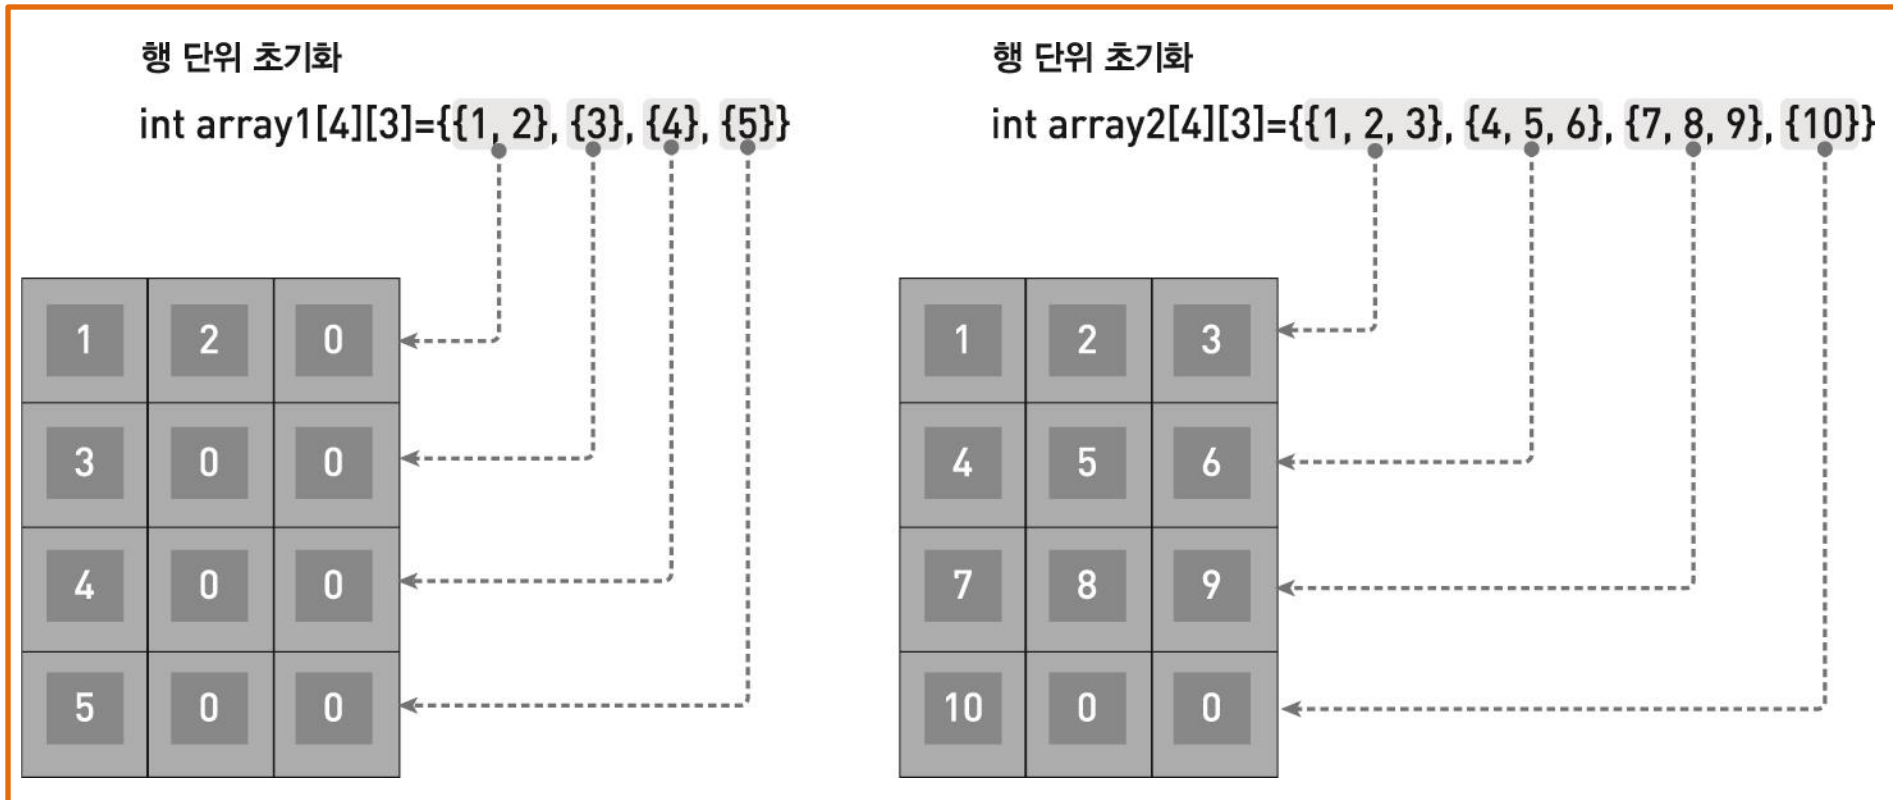 행 단위 초기화
int array1[4][3]={{1, 2}, {3}, {4}, {5}}
1 2 0
3 0 0
4 0 0
5 0 0
행 단위 초기화
int array2[4][3]={{1, 2, 3}, {4, 5, 6}, {7, 8, 9}, {10}}
1 2 3
4 5 6
7 8 9
10 0 0